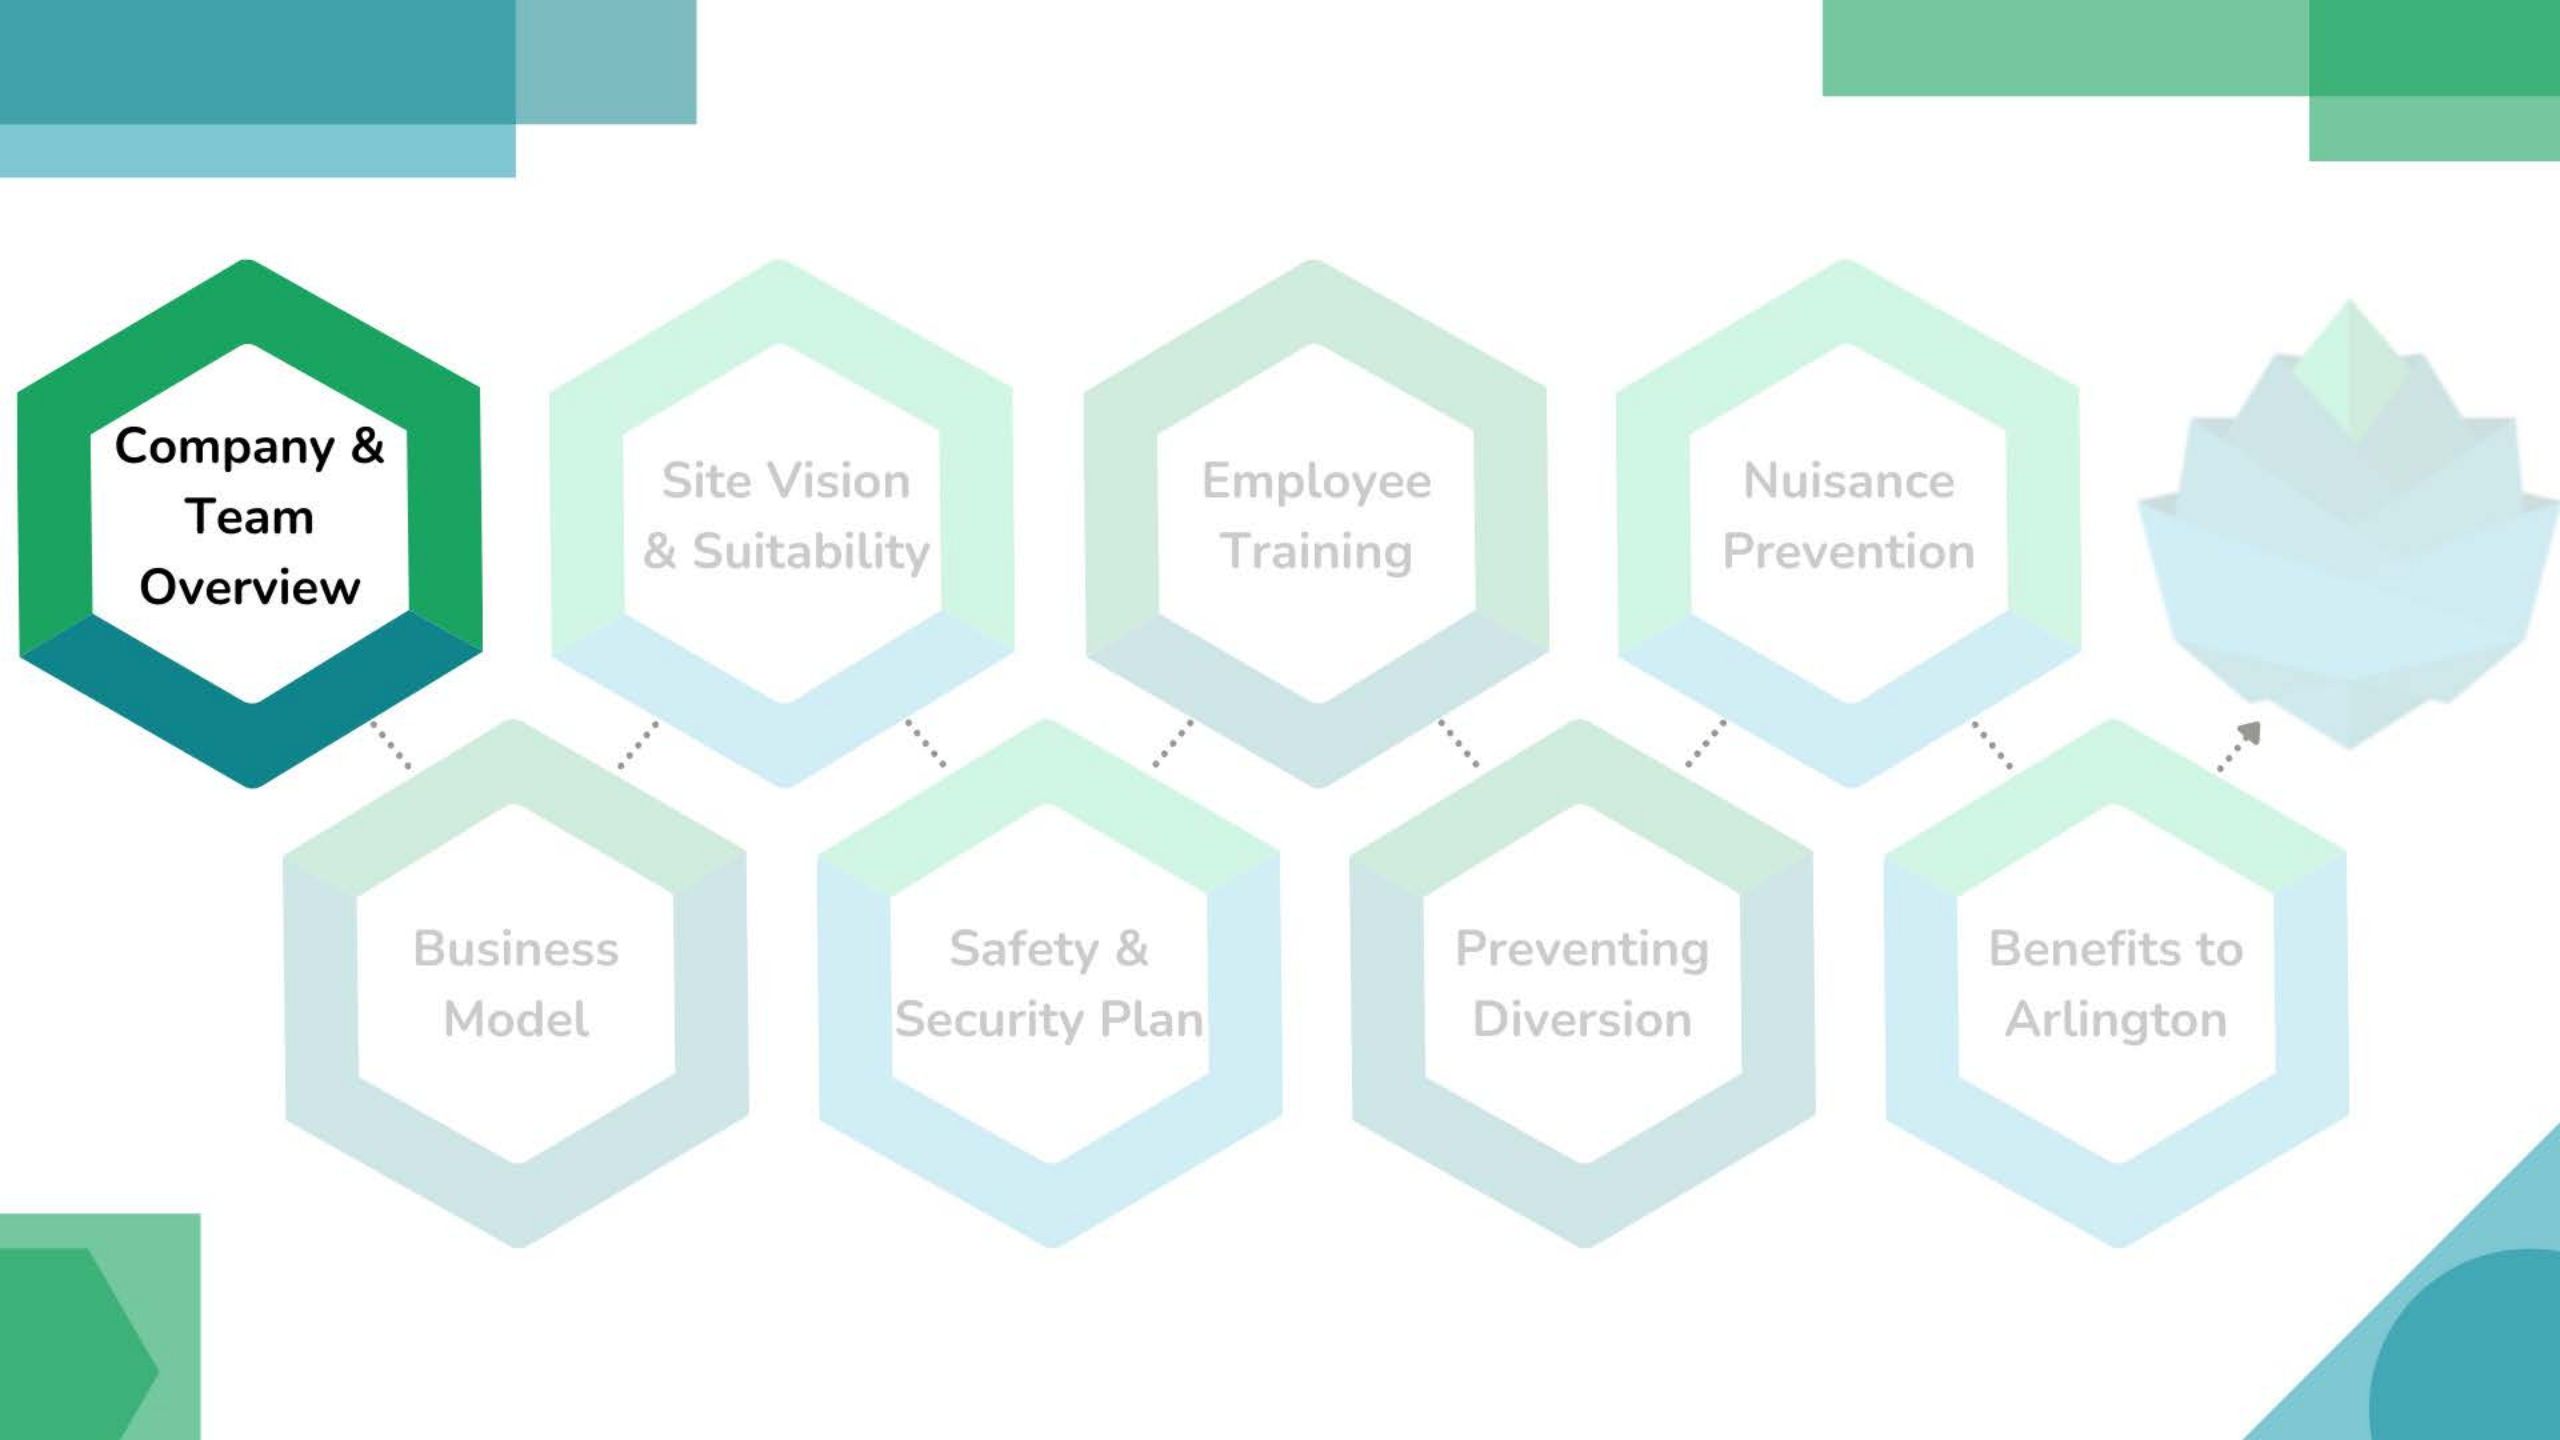 Company &
Team
Overview
Business
Model
Site Vision
& Suitability
Safety &
Security Plan
Employee
Training
Preventing
Diversion
Nuisance
Prevention
Benefits to
Arlington